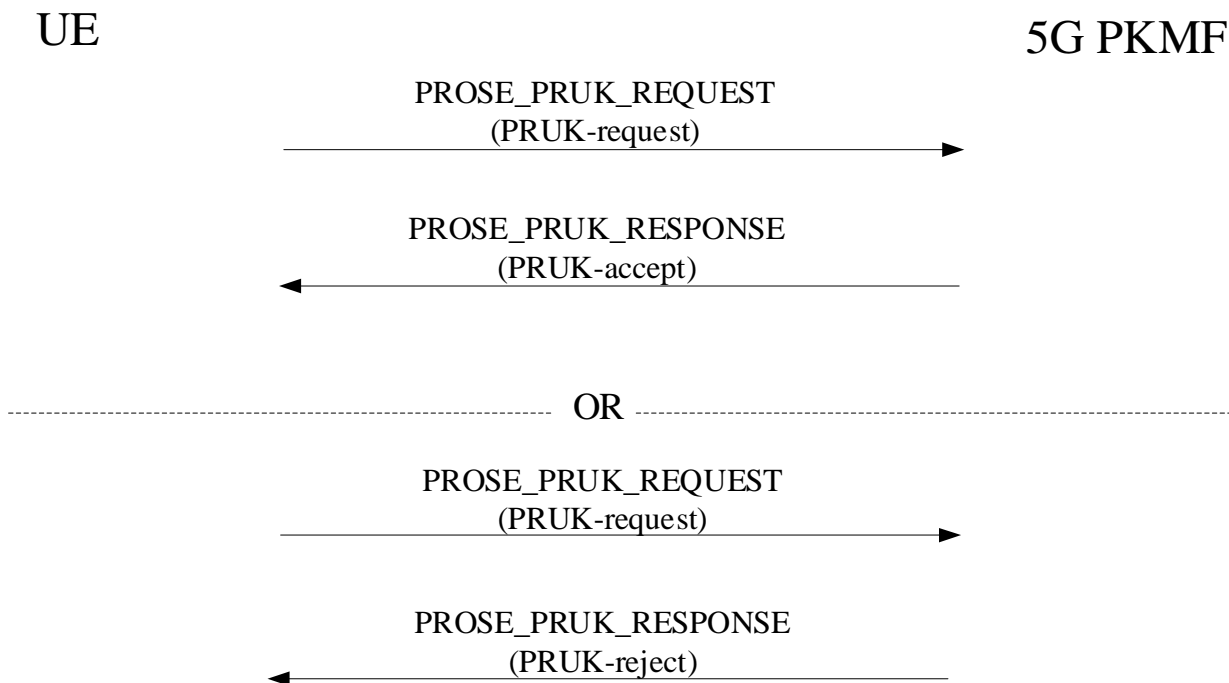 UE
5G PKMF
PROSE_PRUK_REQUEST
(PRUK-request)
PROSE_PRUK_RESPONSE
(PRUK-accept)
OR
PROSE_PRUK_REQUEST
(PRUK-request)
PROSE_PRUK_RESPONSE
(PRUK-reject)